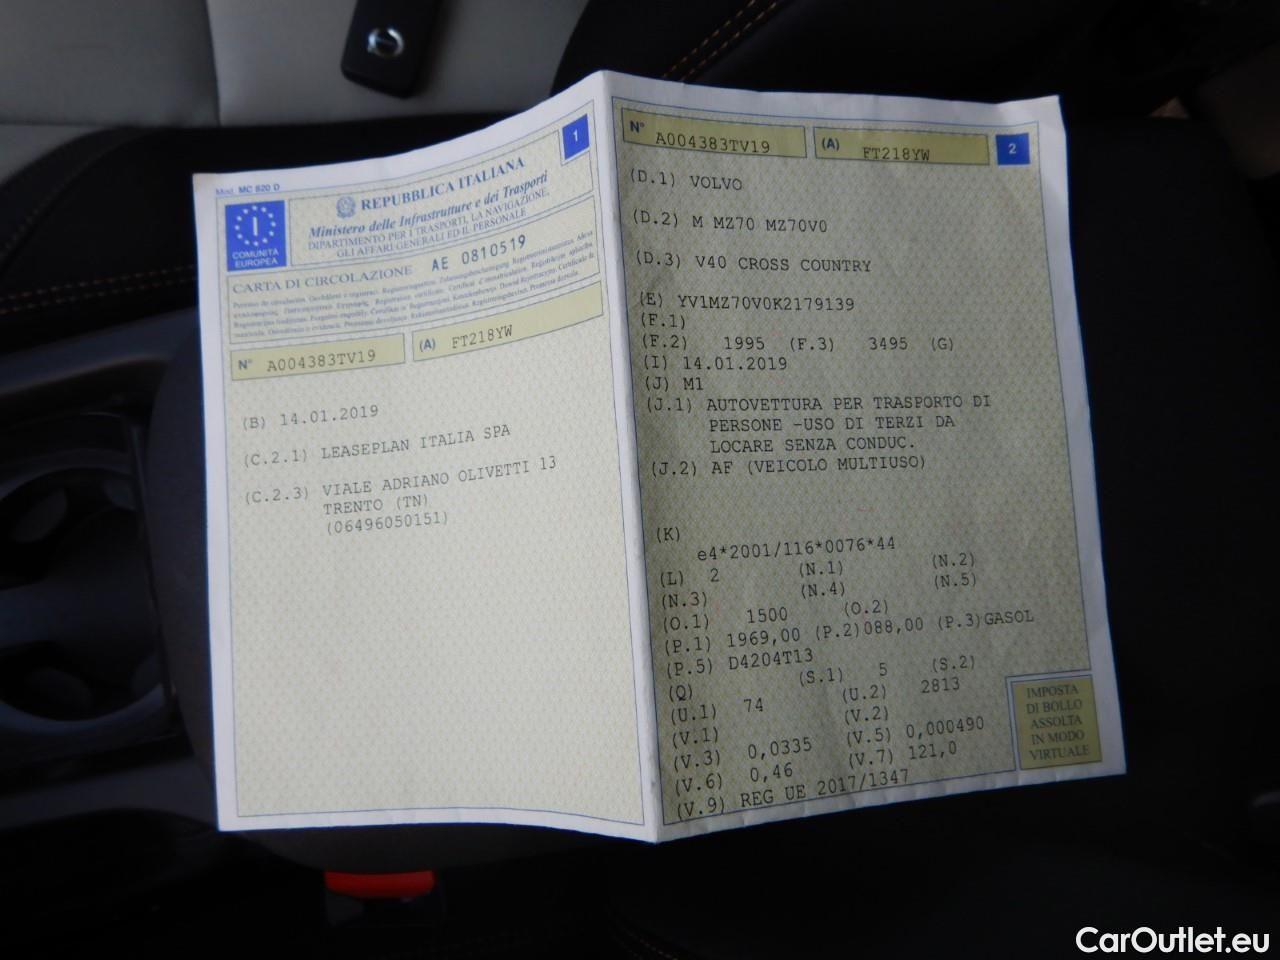 Mod. MC 820 D
1
REPUBBLICA ITALIANA
Ministero delle Infrastrutture e dei Trasporti
DIPARTIMENTO PER I TRASPORTI, LA NAVIGAZIONE,
GLI AFFARI GENERALI ED IL PERSONALE
I
COMUNITÀ
EUROPEA
CARTA DI CIRCOLAZIONE AE 0810519
N° A004383TV19 (A) FT218YW
(B) 14.01.2019
(C.2.1) LEASEPLAN ITALIA SPA
(C.2.3) VIALE ADRIANO OLIVETTI 13
TRENTO (TN)
(06496050151)
N° A004383TV19 (A) FT218YW 2
(D.1) VOLVO
(D.2) M MZ70 MZ70V0
(D.3) V40 CROSS COUNTRY
(E) YV1MZ70V0K2179139
(F.1)
(F.2) 1995 (F.3) 3495 (G)
(I) 14.01.2019
(J) M1
(J.1) AUTOVETTURA PER TRASPORTO DI
PERSONE -USO DI TERZI DA
LOCARE SENZA CONDUC.
(J.2) AF (VEICOLO MULTIUSO)
(K)
e4*2001/116*0076*44
(L) 2 (N.1) (N.2)
(N.3) (N.4) (N.5)
(O.1) 1500 (O.2)
(P.1) 1969,00 (P.2)088,00 (P.3)GASOL
(P.5) D4204T13
(Q) (S.1) 5 (S.2)
(U.1) 74 (U.2) 2813
(V.1) (V.2)
(V.3) 0,0335 (V.5) 0,000490
(V.6) 0,46 (V.7) 121,0
(V.9) REG UE 2017/1347
IMPOSTA
DI BOLLO
ASSOLTA
IN MODO
VIRTUALE
CarOutlet.eu